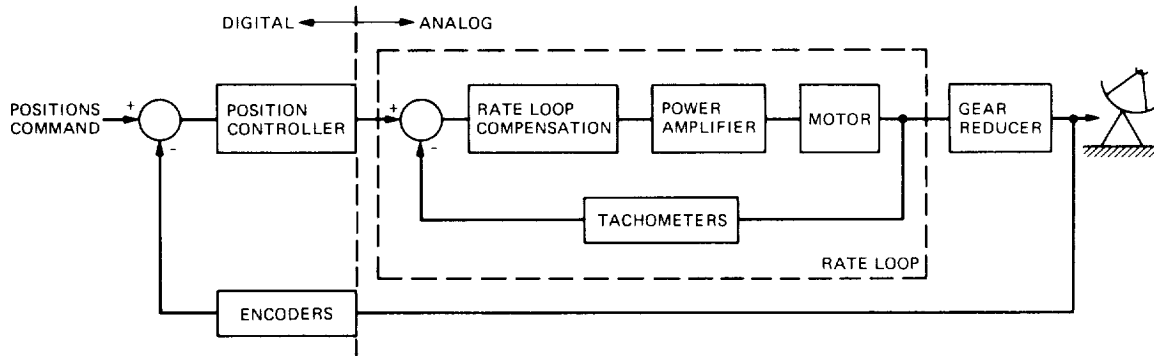 DIGITAL
ANALOG
POSITIONS
COMMAND
+
-
POSITION
CONTROLLER
+
-
RATE LOOP
COMPENSATION
POWER
AMPLIFIER
MOTOR
GEAR
REDUCER
TACHOMETERS
RATE LOOP
ENCODERS